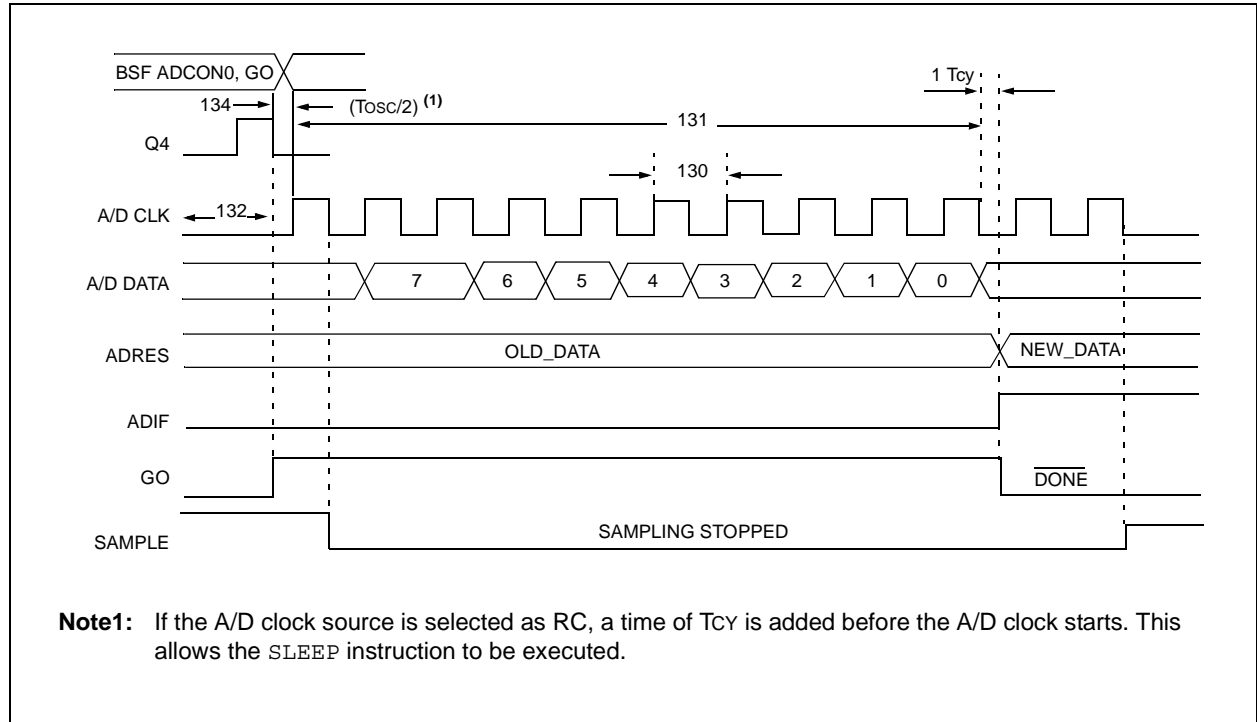 BSF ADCON0, GO
1 TCY
134
(TOSC/2) (1)
131
Q4
130
A/D CLK
132
A/D DATA
7 6 5 4 3 2 1 0
ADRES
OLD_DATA
NEW_DATA
ADIF
GO
DONE
SAMPLE
SAMPLING STOPPED
Note1: If the A/D clock source is selected as RC, a time of TCY is added before the A/D clock starts. This
allows the SLEEP instruction to be executed.